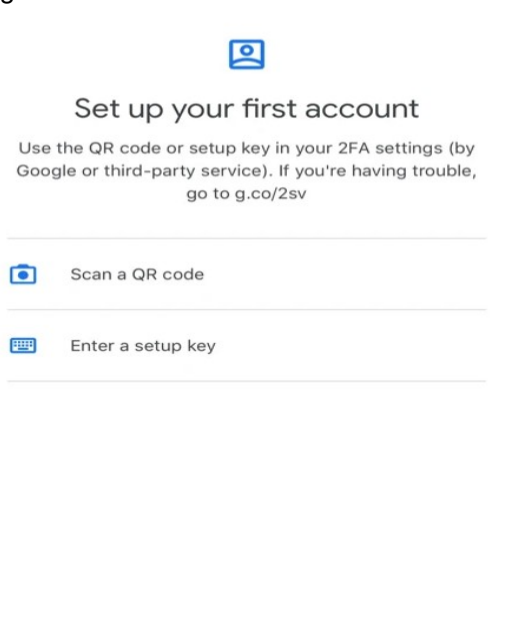 Set up your first account
Use the QR code or setup key in your 2FA settings (by
Google or third-party service). If you're having trouble,
go to g.co/2sv
Scan a QR code
Enter a setup key